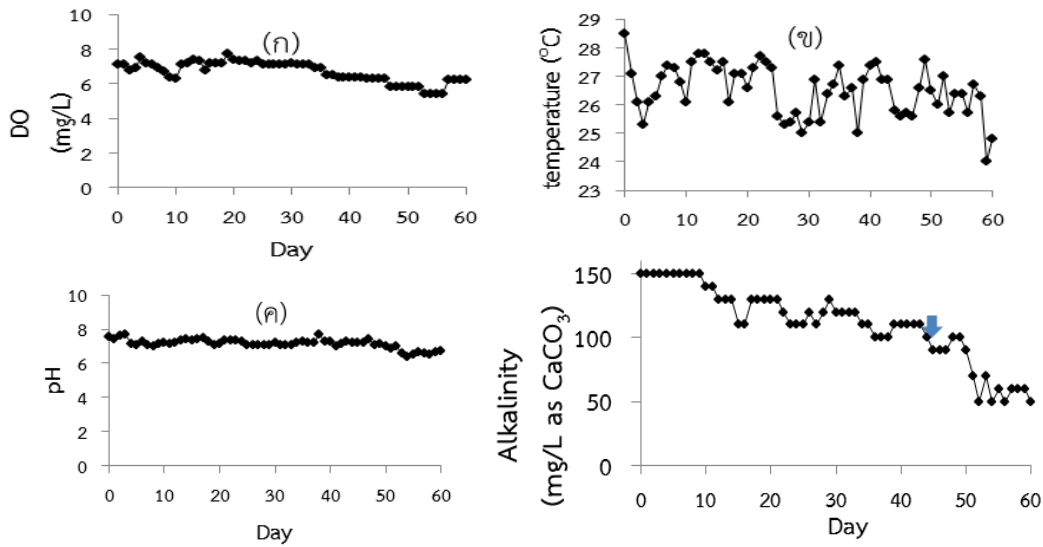 DO
(mg/L)
10
8
6
4
2
0
(ก)
0 10 20 30 40 50 60
Day
temperature (°C)
29
28
27
26
25
24
23
(ข)
0 10 20 30 40 50 60
pH
10
8
6
4
2
0
(ค)
0 10 20 30 40 50 60
Day
Alkalinity
(mg/L as CaCO₃)
150
100
50
0
0 10 20 30 40 50 60
Day